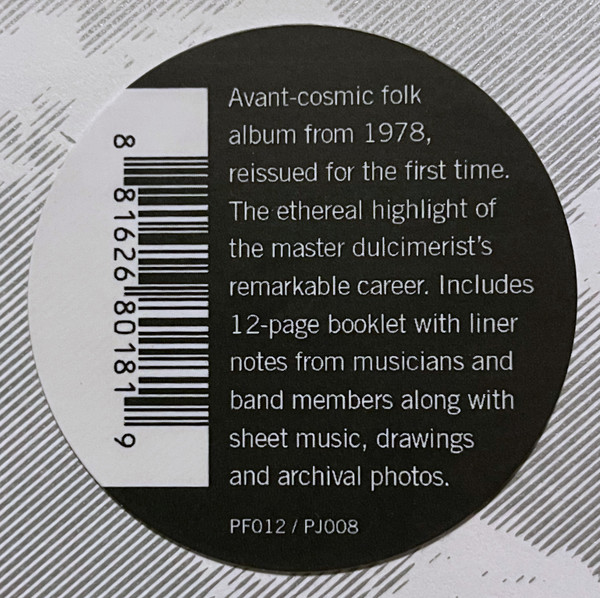 Avant-cosmic folk
album from 1978,
reissued for the first time.
The ethereal highlight of
the master dulcimerist's
remarkable career. Includes
12-page booklet with liner
notes from musicians and
band members along with
sheet music, drawings
and archival photos.
PF012 / PJ008
8 81626 80181 9